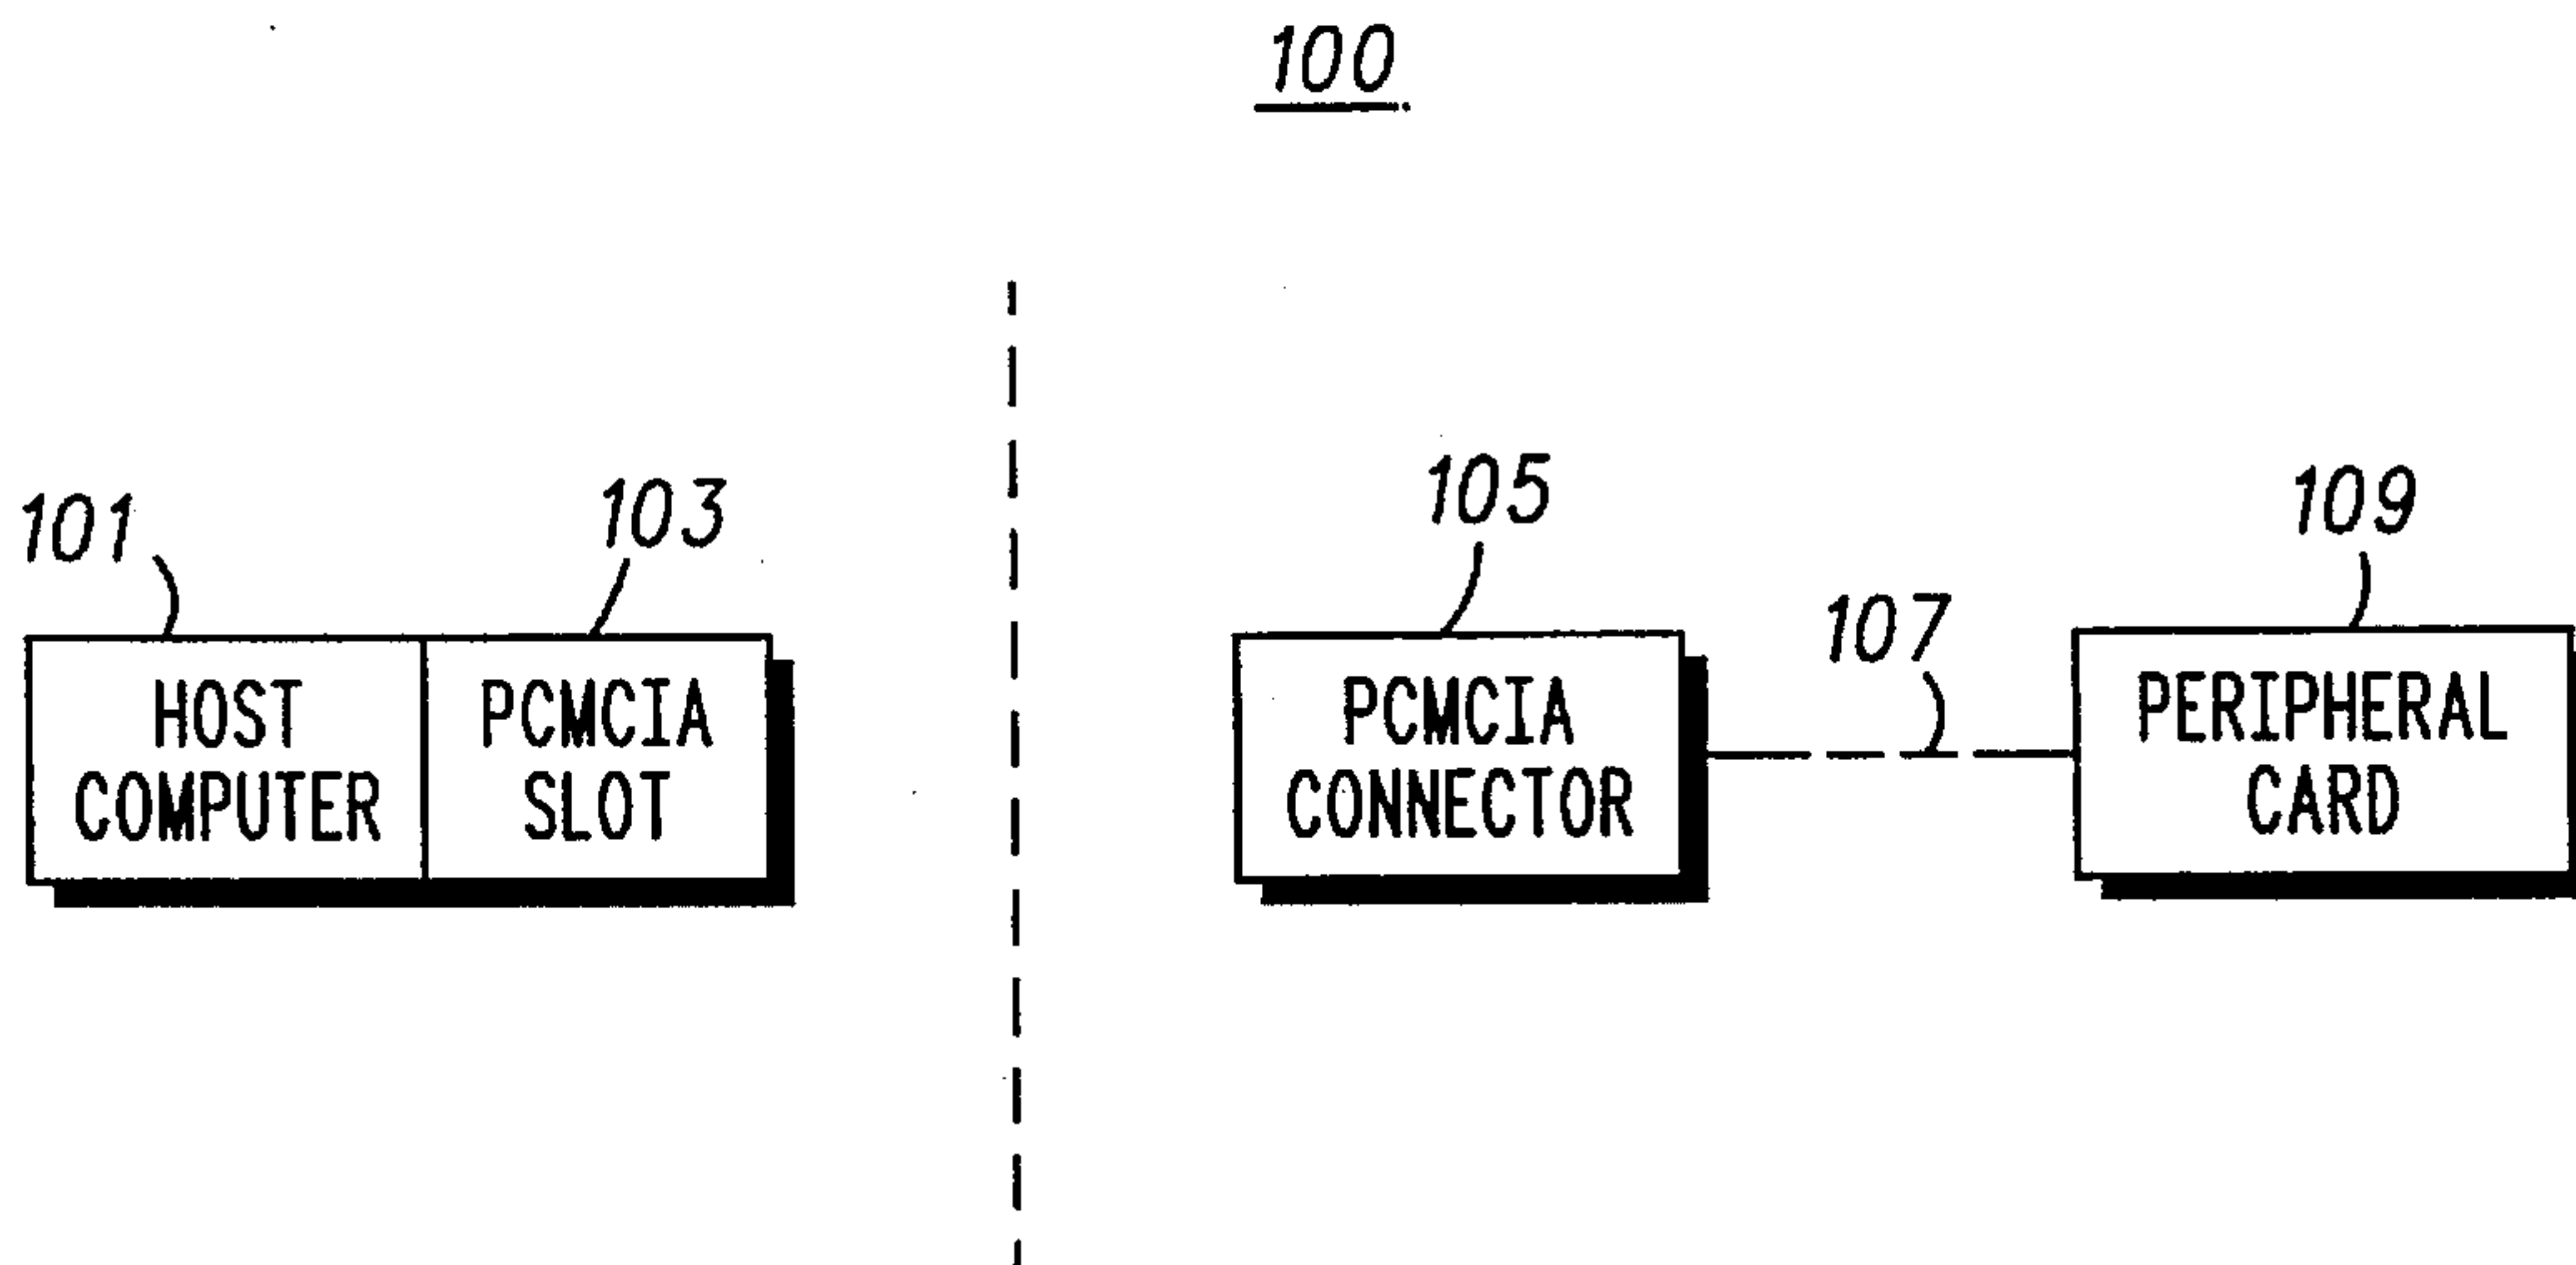 100
101
103
105
107
109
HOST
COMPUTER
PCMCIA
SLOT
PCMCIA
CONNECTOR
PERIPHERAL
CARD